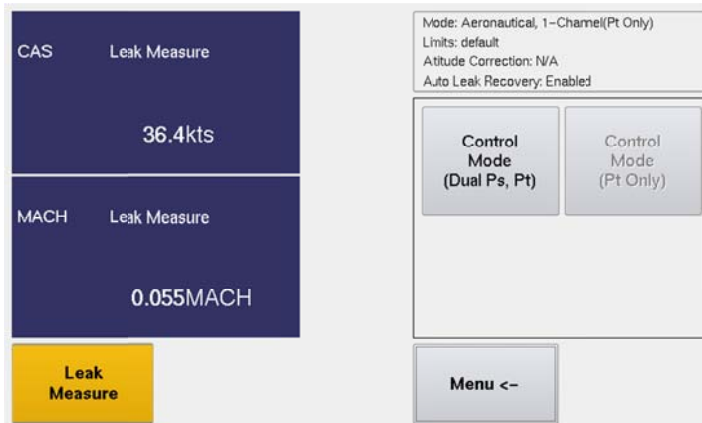 CAS Leak Measure
36.4kts
MACH Leak Measure
0.055MACH
Leak
Measure
Mode: Aeronautical, 1-Channel(Pt Only)
Limits: default
Atitude Correction: N/A
Auto Leak Recovery: Enabled
Control
Mode
(Dual Ps, Pt)
Control
Mode
(Pt Only)
Menu <-